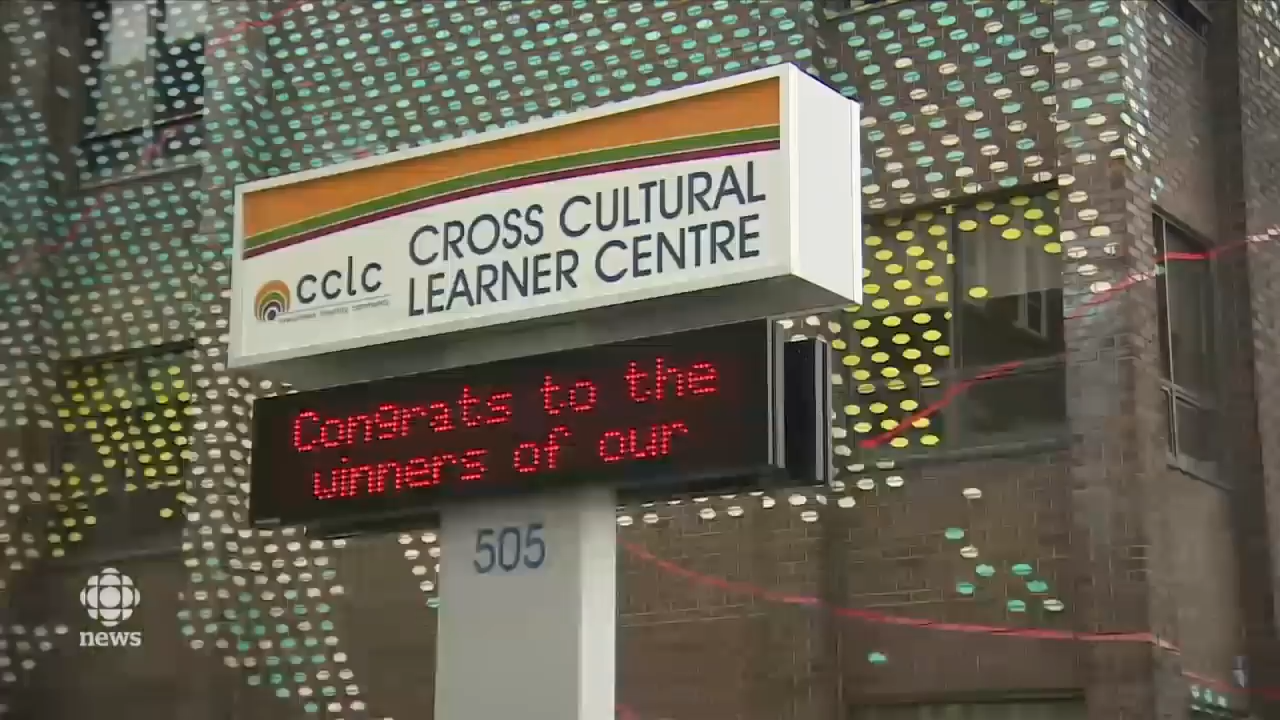 CROSS CULTURAL
LEARNER CENTRE
cclc
Congrats to the
winners of our
505
news